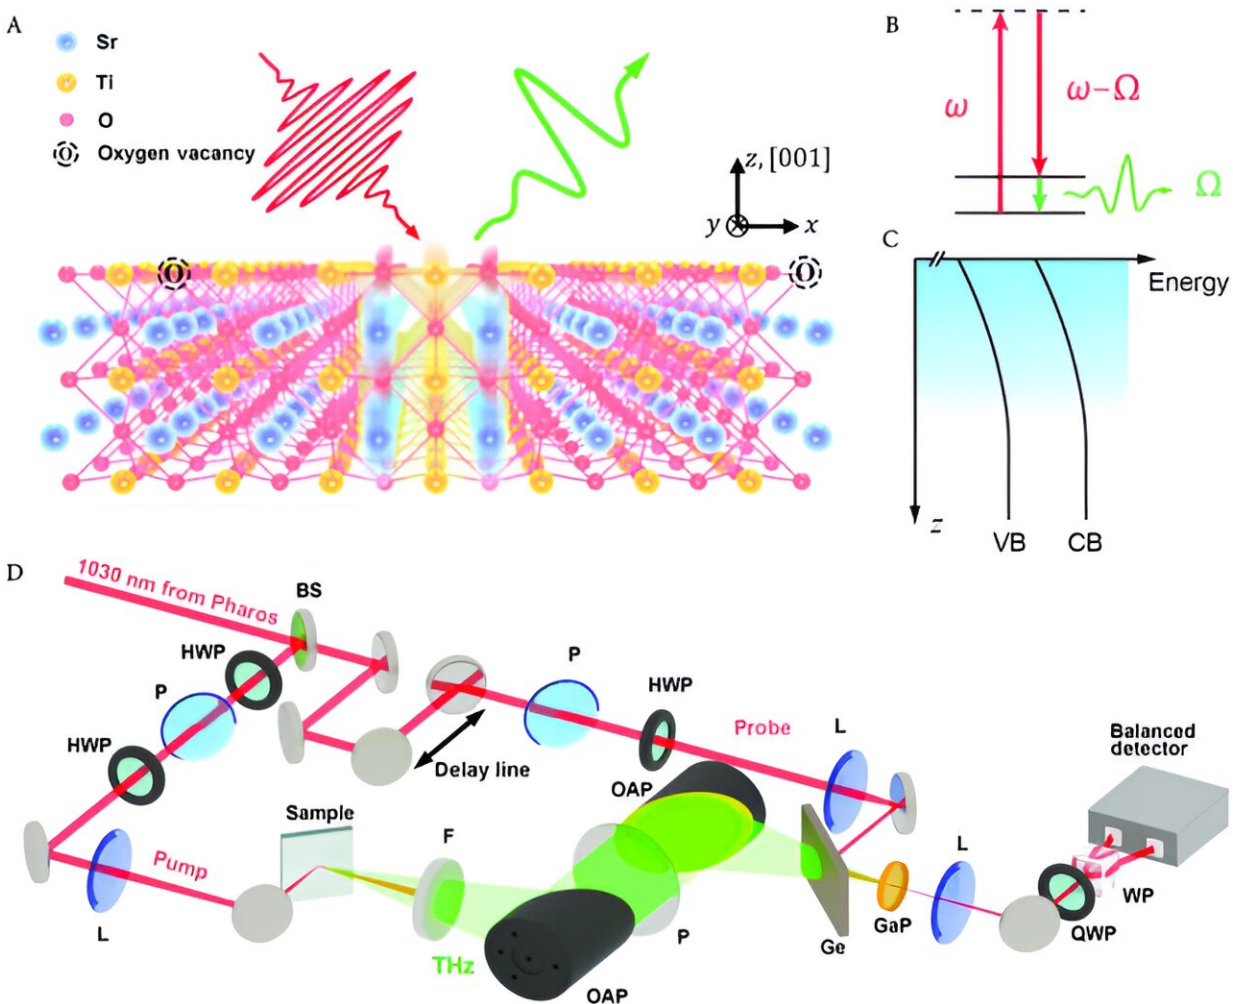 A
Sr
Ti
O
O Oxygen vacancy
z, [001]
y x
O
O
B
ω
ω−Ω
Ω
C
Energy
z
VB CB
D
1030 nm from Pharos
BS
HWP
P
HWP
Delay line
P
HWP
Probe
L
Balanced
detector
OAP
Sample
F
Pump
L
THz
OAP
P
Ge
GaP
L
QWP
WP